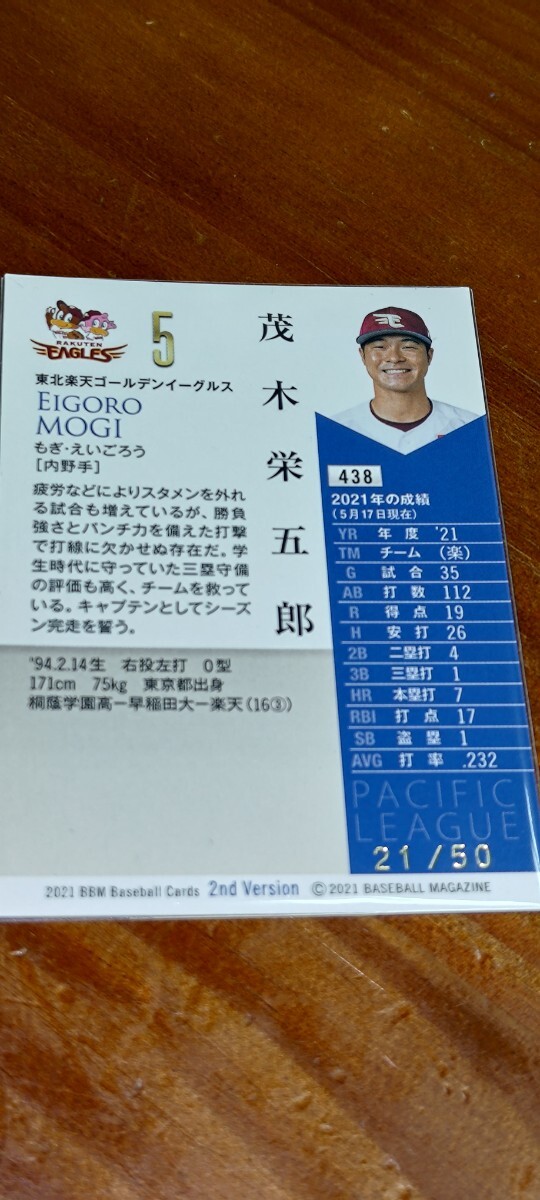 RAKUTEN
EAGLES
5
東北楽天ゴールデンイーグルス
EIGORO
MOGI
もぎ・えいごろう
[内野手]
茂木栄五郎
疲労などによりスタメンを外れ
る試合も増えているが、勝負
強さとパンチ力を備えた打撃
で打線に欠かせぬ存在だ。学
生時代に守っていた三塁守備
の評価も高く、チームを救って
いる。キャプテンとしてシーズ
ン完走を誓う。
'94.2.14生 右投左打 O型
171cm 75kg 東京都出身
桐蔭学園高ー早稲田大ー楽天(16③)
438
2021年の成績
(5月17日現在)
YR 年度 '21
TM チーム (楽)
G 試合 35
AB 打数 112
R 得点 19
H 安打 26
2B 二塁打 4
3B 三塁打 1
HR 本塁打 7
RBI 打点 17
SB 盗塁 1
AVG 打率 .232
PACIFIC
LEAGUE
21/50
2021 BBM Baseball Cards 2nd Version ©2021 BASEBALL MAGAZINE